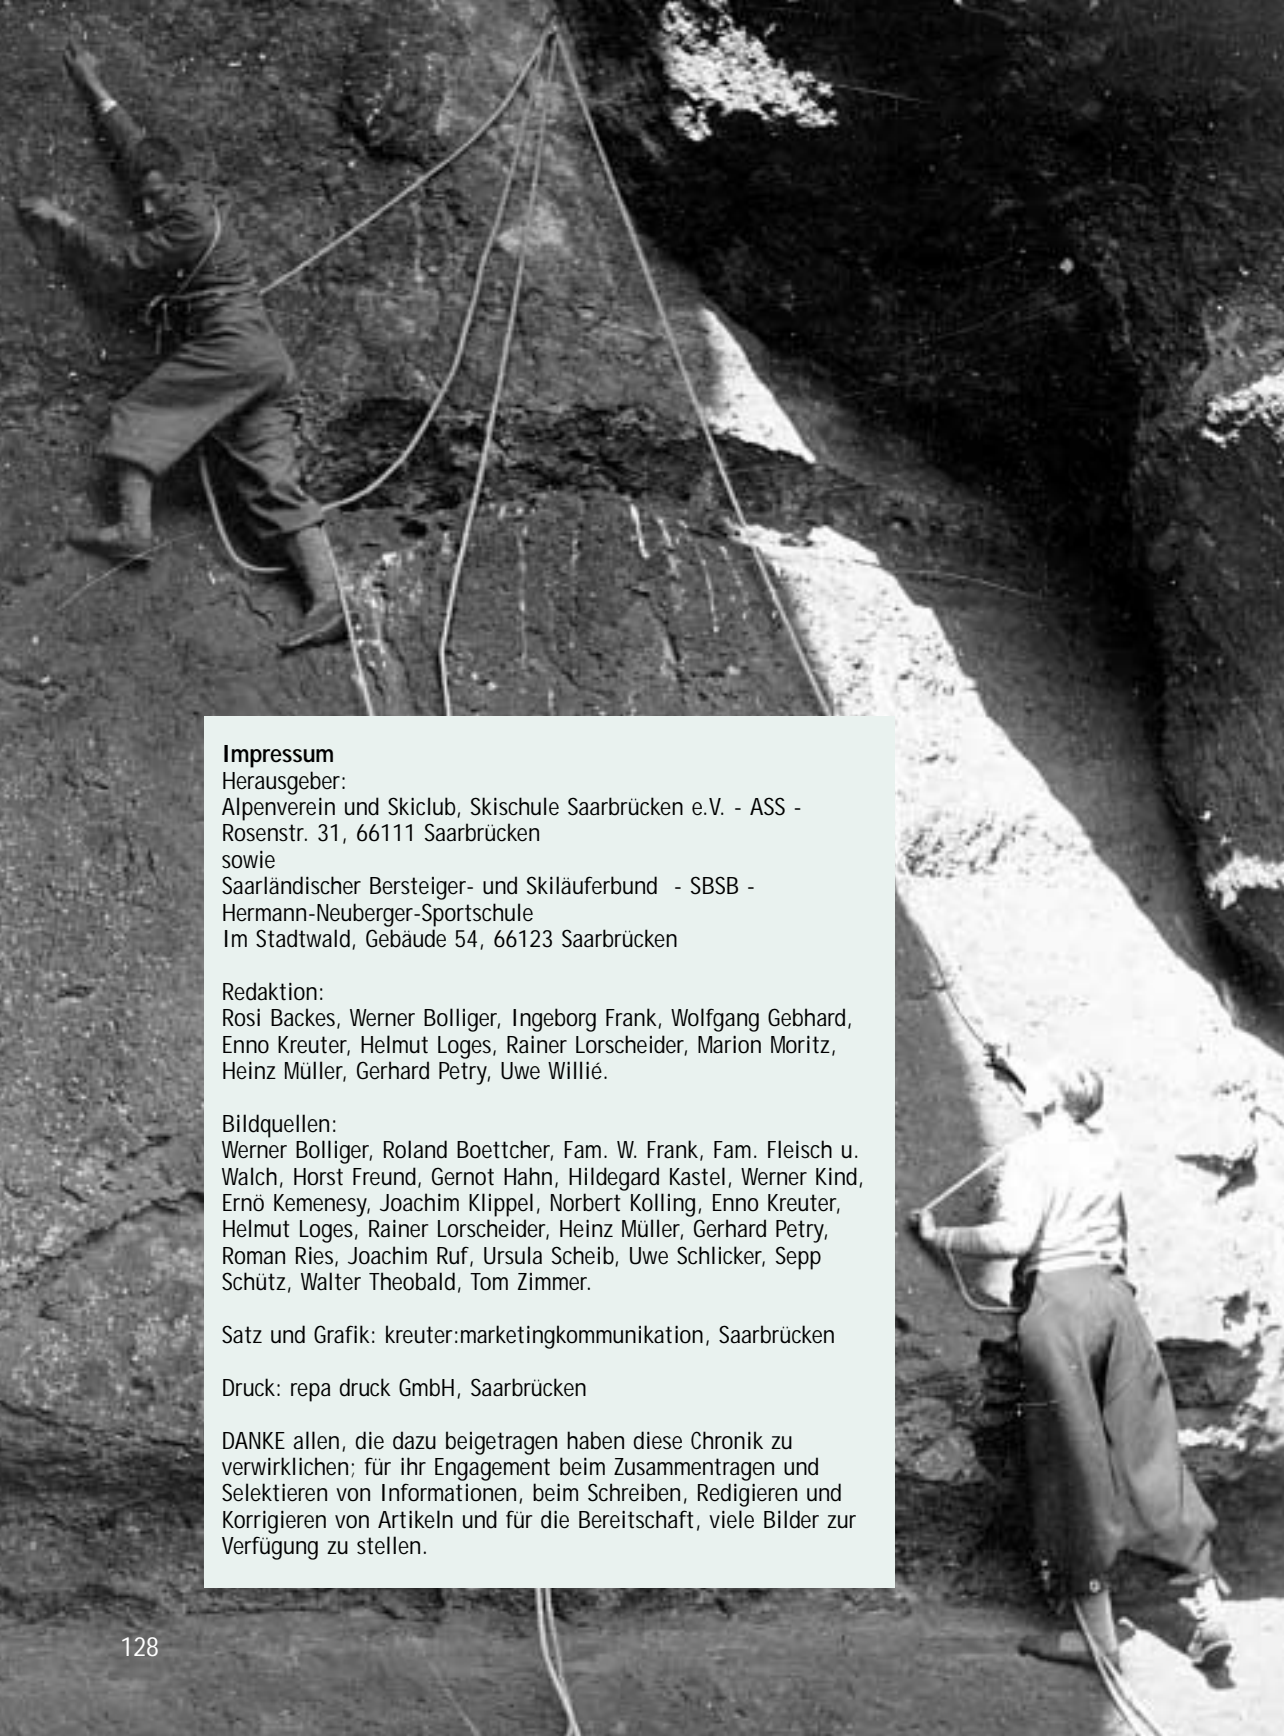 Impressum
Herausgeber:
Alpenverein und Skiclub, Skischule Saarbrücken e.V. - ASS -
Rosenstr. 31, 66111 Saarbrücken
sowie
Saarländischer Bersteiger- und Skiläuferbund  - SBSB -
Hermann-Neuberger-Sportschule
Im Stadtwald, Gebäude 54, 66123 Saarbrücken
Redaktion:
Rosi Backes, Werner Bolliger, Ingeborg Frank, Wolfgang Gebhard,
Enno Kreuter, Helmut Loges, Rainer Lorscheider, Marion Moritz,
Heinz Müller, Gerhard Petry, Uwe Willié.
Bildquellen:
Werner Bolliger, Roland Boettcher, Fam. W. Frank, Fam. Fleisch u.
Walch, Horst Freund, Gernot Hahn, Hildegard Kastel, Werner Kind,
Ernö Kemenesy, Joachim Klippel, Norbert Kolling, Enno Kreuter,
Helmut Loges, Rainer Lorscheider, Heinz Müller, Gerhard Petry,
Roman Ries, Joachim Ruf, Ursula Scheib, Uwe Schlicker, Sepp
Schütz, Walter Theobald, Tom Zimmer.
Satz und Grafik: kreuter:marketingkommunikation, Saarbrücken
Druck: repa druck GmbH, Saarbrücken
DANKE allen, die dazu beigetragen haben diese Chronik zu
verwirklichen; für ihr Engagement beim Zusammentragen und
Selektieren von Informationen, beim Schreiben, Redigieren und
Korrigieren von Artikeln und für die Bereitschaft, viele Bilder zur
Verfügung zu stellen.
128